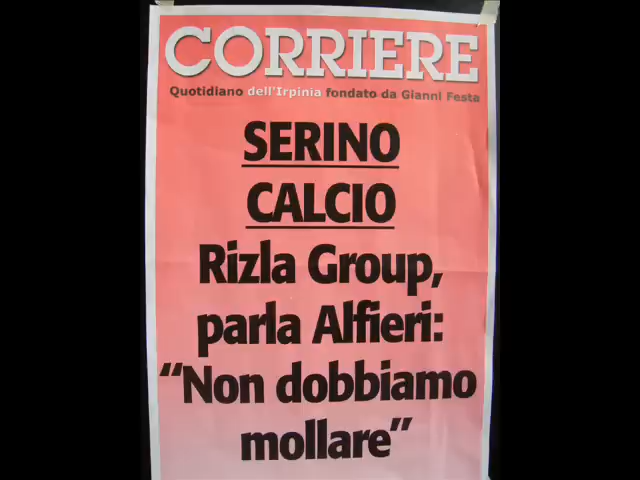 CORRIERE
Quotidiano dell'Irpinia fondato da Gianni Festa
SERINO
CALCIO
Rizla Group,
parla Alfieri:
“Non dobbiamo
mollare”